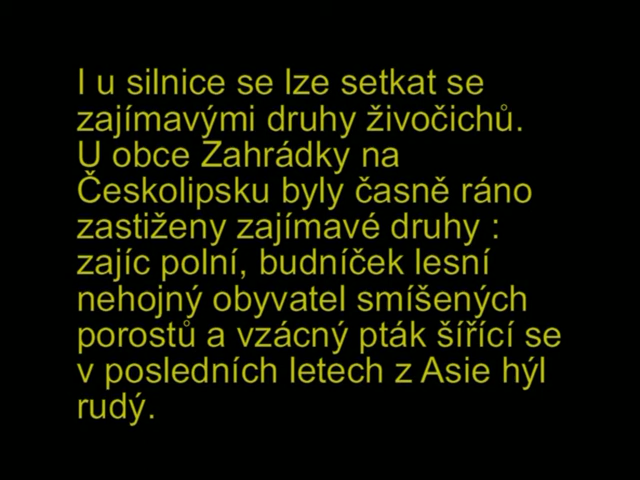 I u silnice se lze setkat se
zajímavými druhy živočichů.
U obce Zahrádky na
Českolipsku byly časně ráno
zastiženy zajímavé druhy :
zajíc polní, budníček lesní
nehojný obyvatel smíšených
porostů a vzácný pták šířící se
v posledních letech z Asie hýl
rudý.